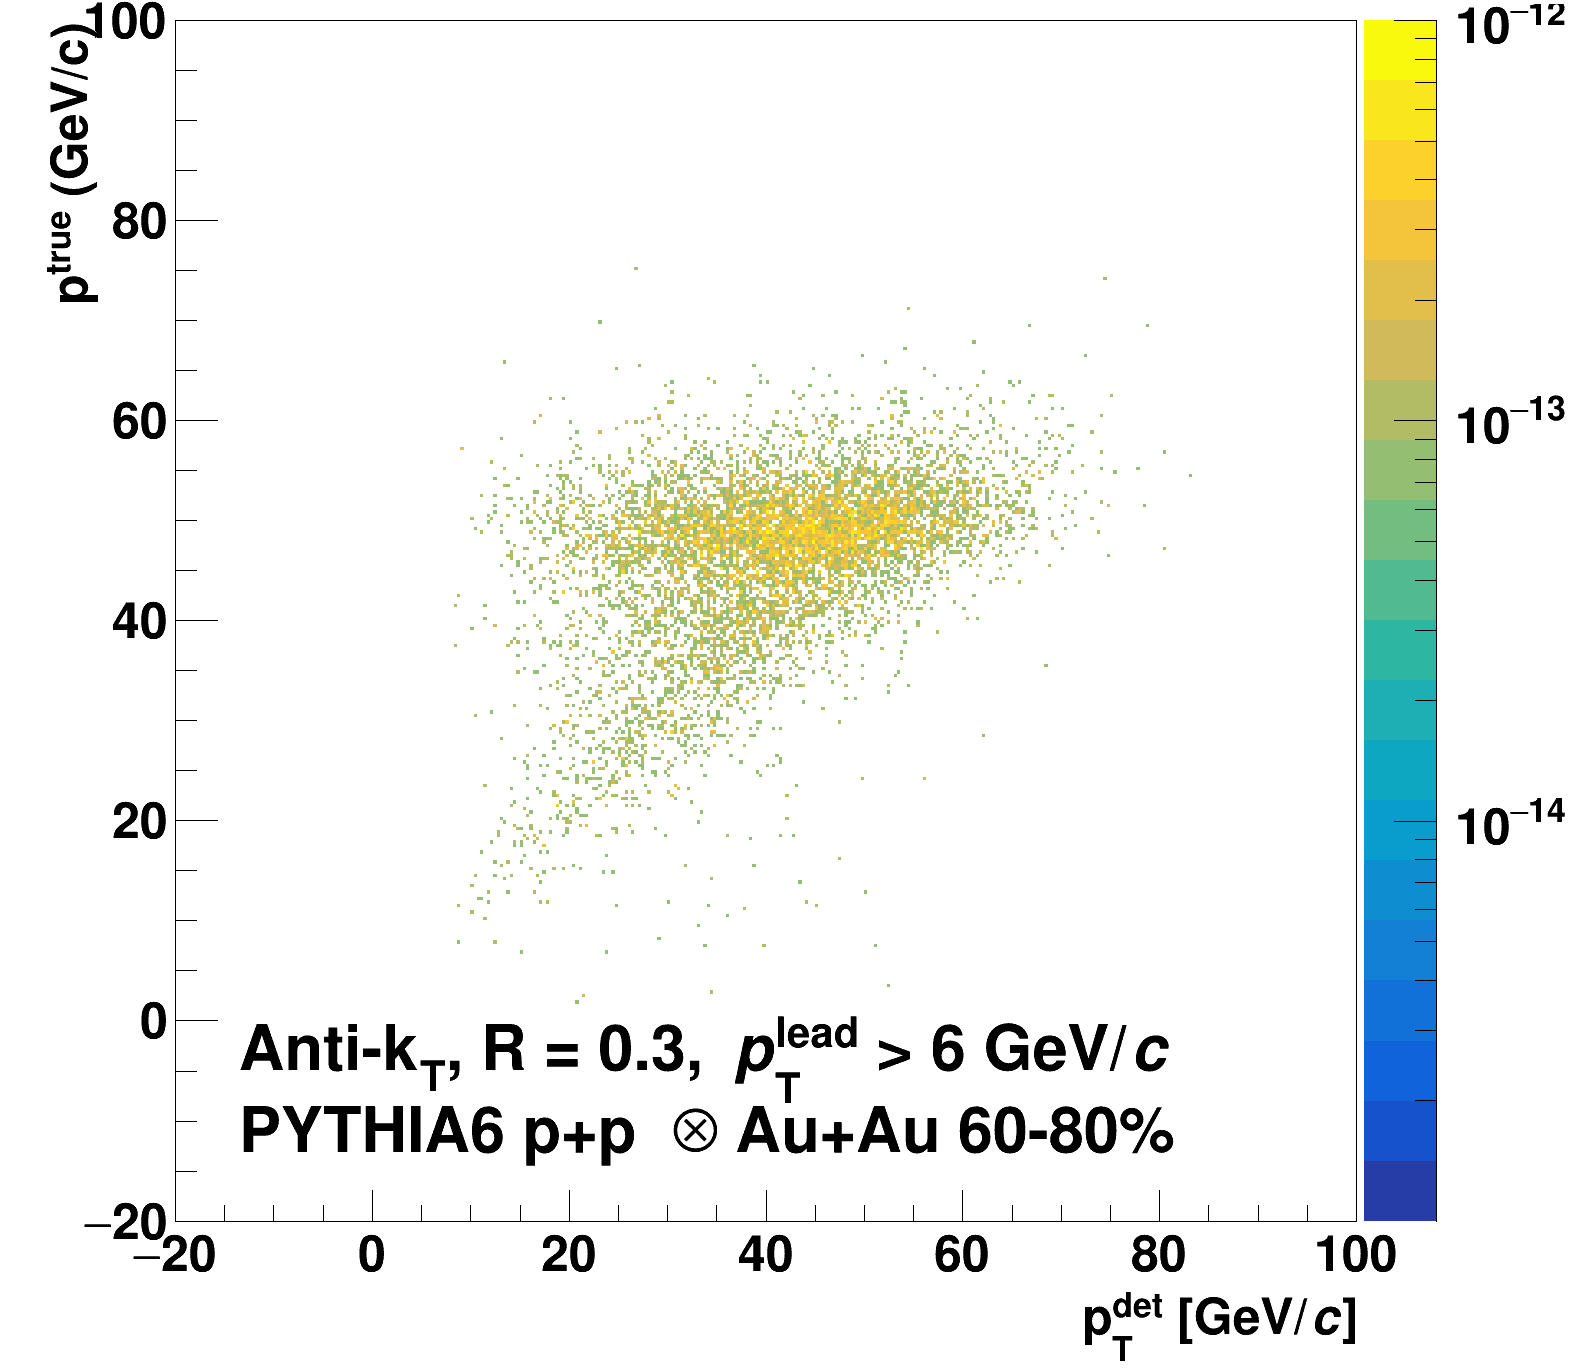 p^true (GeV/c)
100
80
60
40
20
0
−20
Anti-k_T, R = 0.3, p_T^lead > 6 GeV/c
PYTHIA6 p+p ⊗ Au+Au 60-80%
−20 0 20 40 60 80 100
p_T^det [GeV/c]
10^−12
10^−13
10^−14